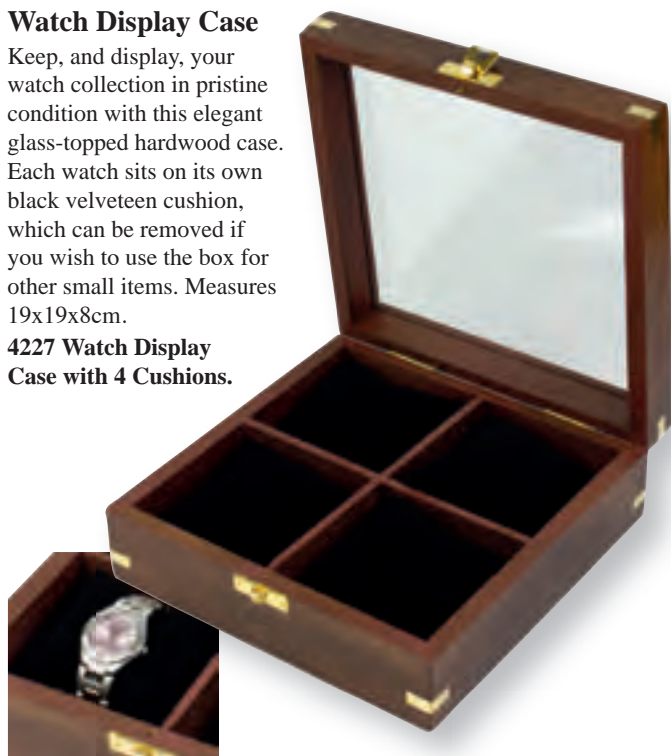 Watch Display Case
Keep, and display, your
watch collection in pristine
condition with this elegant
glass-topped hardwood case.
Each watch sits on its own
black velveteen cushion,
which can be removed if
you wish to use the box for
other small items. Measures
19x19x8cm.
4227 Watch Display
Case with 4 Cushions.